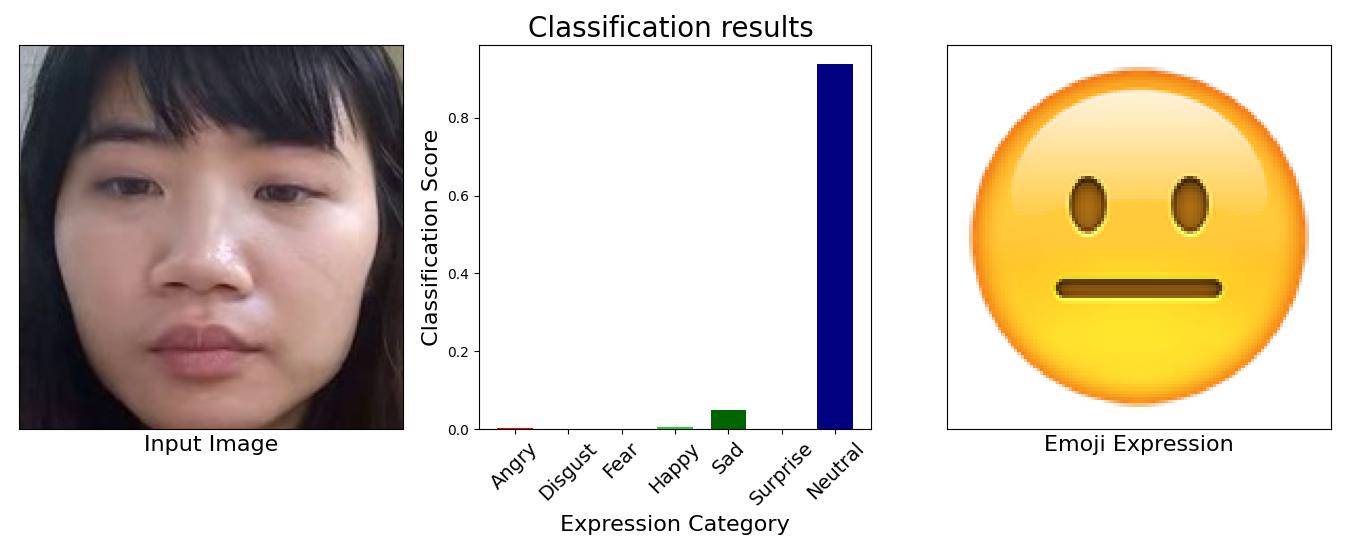 Classification results
Classification Score
0.8
0.6
0.4
0.2
0.0
Angry
Disgust
Fear
Happy
Sad
Surprise
Neutral
Expression Category
Input Image
Emoji Expression